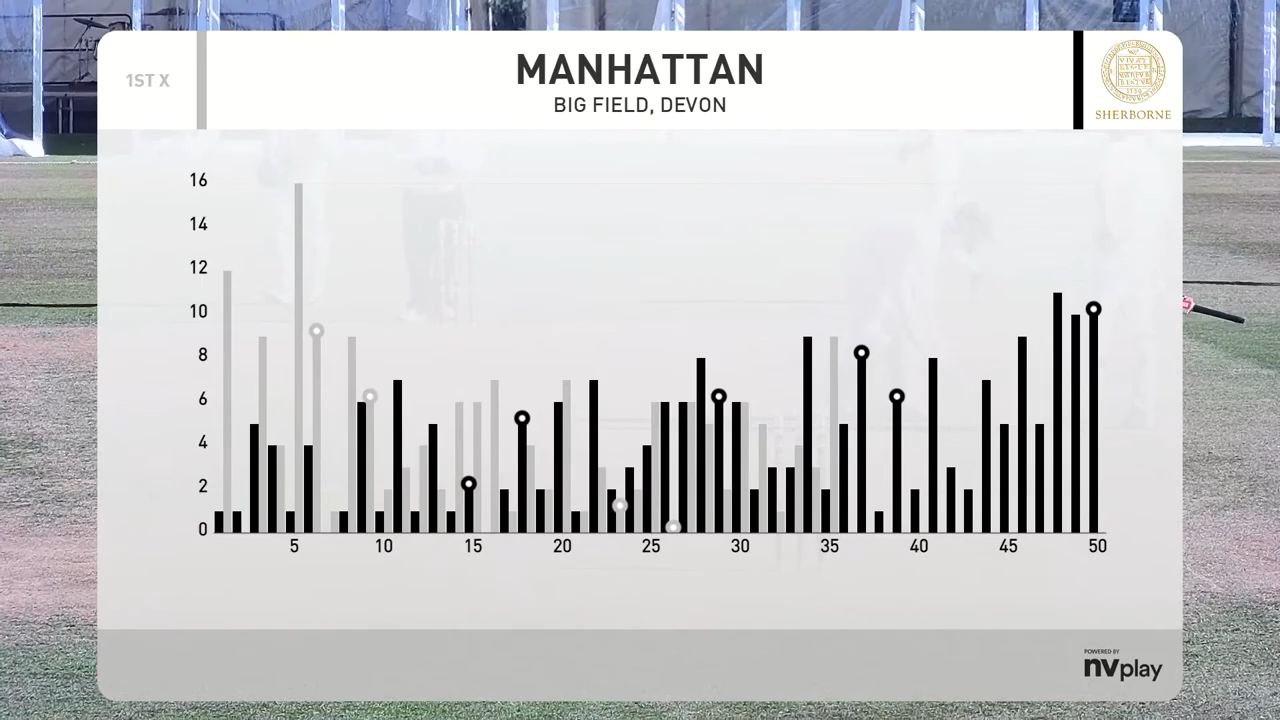 1ST X
MANHATTAN
BIG FIELD, DEVON
SHERBORNE
16
14
12
10
8
6
4
2
0
5 10 15 20 25 30 35 40 45 50
POWERED BY
nvplay